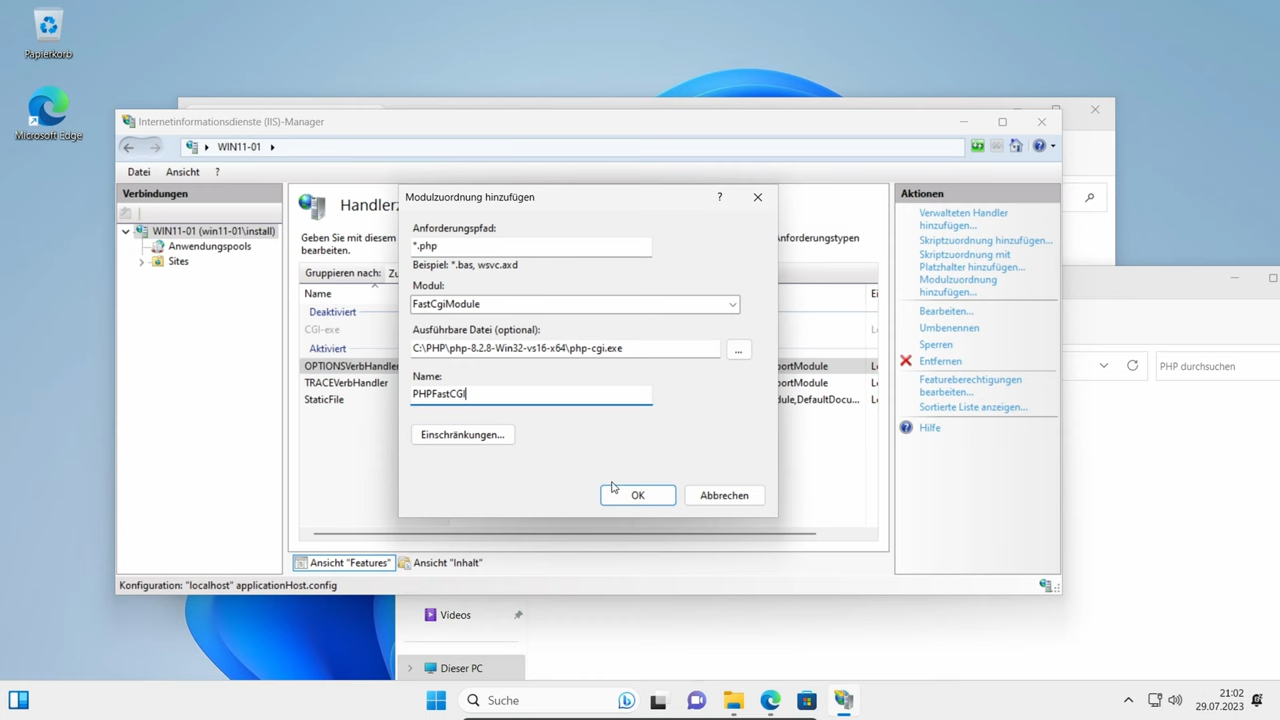 Papierkorb
Microsoft Edge
Internetinformationsdienste (IIS)-Manager
WIN11-01
Datei Ansicht ?
Verbindungen
WIN11-01 (win11-01\install)
Anwendungspools
Sites
Geben Sie mit diesem
bearbeiten.
Anforderungstypen
Gruppieren nach:
Name
Deaktiviert
CGI-exe
Aktiviert
OPTIONSVerbHandler
TRACEVerbHandler
StaticFile
Modulzuordnung hinzufügen
?
Anforderungspfad:
*.php
Beispiel: *.bas, wsvc.axd
Modul:
FastCgiModule
Ausführbare Datei (optional):
C:\PHP\php-8.2.8-Win32-vs16-x64\php-cgi.exe
...
Name:
PHPFastCGI
Einschränkungen...
OK
Abbrechen
Aktionen
Verwalteten Handler
hinzufügen...
Skriptzuordnung hinzufügen...
Skriptzuordnung mit
Platzhalter hinzufügen...
Modulzuordnung
hinzufügen...
Bearbeiten...
Umbenennen
Sperren
Entfernen
Featureberechtigungen
bearbeiten...
Sortierte Liste anzeigen...
Hilfe
Ansicht "Features"
Ansicht "Inhalt"
Konfiguration: "localhost" applicationHost.config
PHP durchsuchen
Videos
Dieser PC
Suche
21:02
29.07.2023